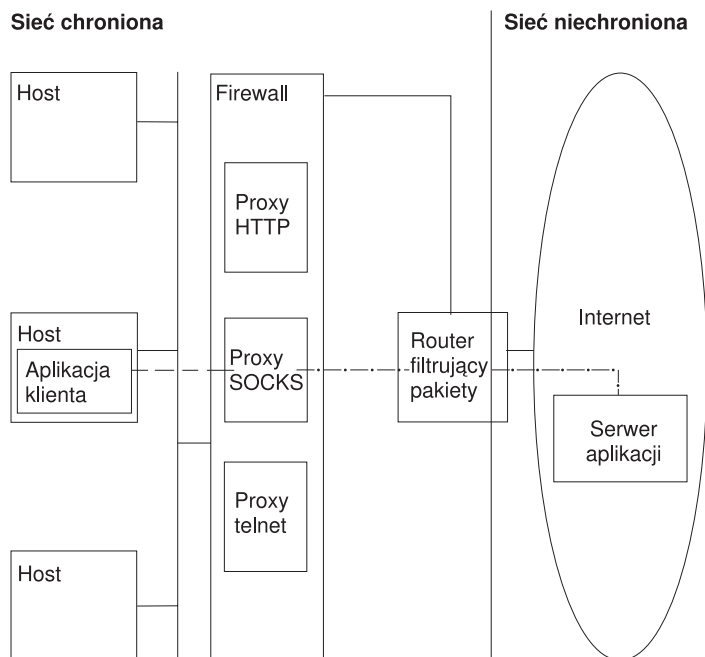 Sieć chroniona
Sieć niechroniona
Host
Firewall
Proxy
HTTP
Host
Aplikacja
klienta
Proxy
SOCKS
Router
filtrujący
pakiety
Internet
Serwer
aplikacji
Proxy
telnet
Host